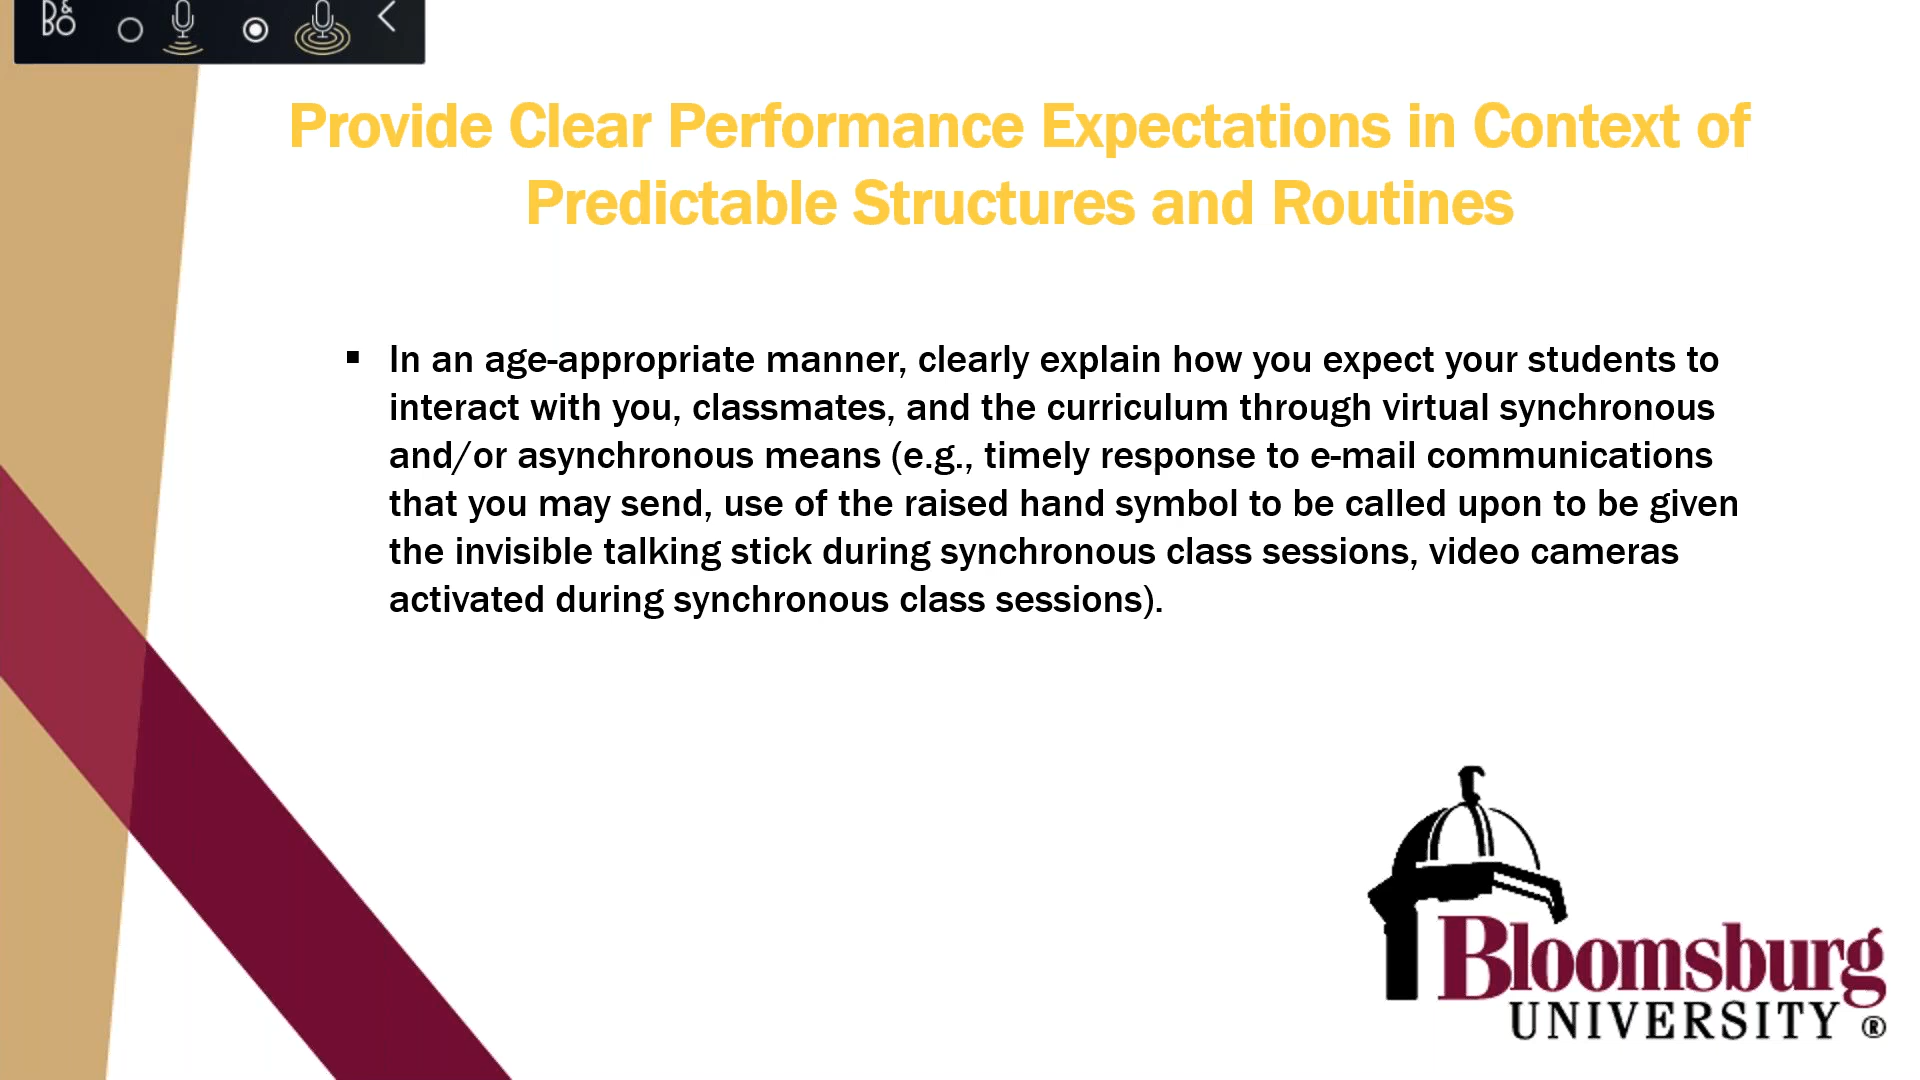 B&O
Provide Clear Performance Expectations in Context of
Predictable Structures and Routines
▪ In an age-appropriate manner, clearly explain how you expect your students to
interact with you, classmates, and the curriculum through virtual synchronous
and/or asynchronous means (e.g., timely response to e-mail communications
that you may send, use of the raised hand symbol to be called upon to be given
the invisible talking stick during synchronous class sessions, video cameras
activated during synchronous class sessions).
Bloomsburg
UNIVERSITY ®